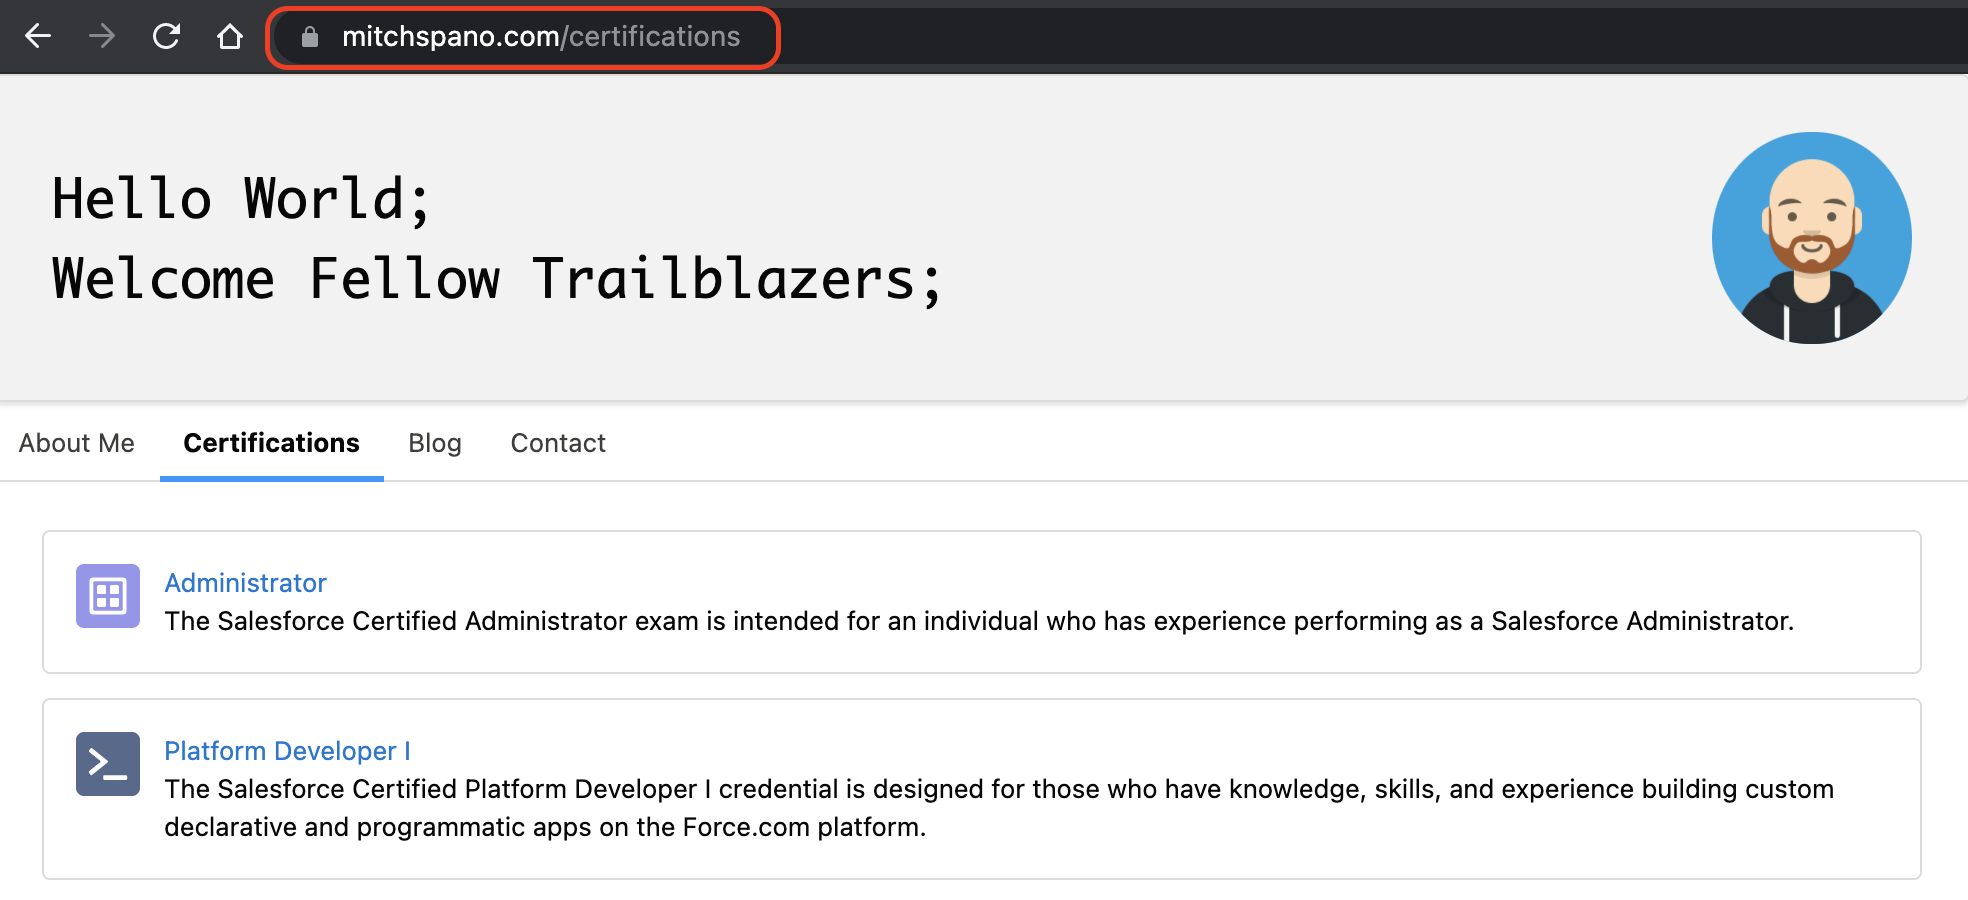 mitchspano.com/certifications
Hello World;
Welcome Fellow Trailblazers;
About Me Certifications Blog Contact
Administrator
The Salesforce Certified Administrator exam is intended for an individual who has experience performing as a Salesforce Administrator.
Platform Developer I
The Salesforce Certified Platform Developer I credential is designed for those who have knowledge, skills, and experience building custom
declarative and programmatic apps on the Force.com platform.